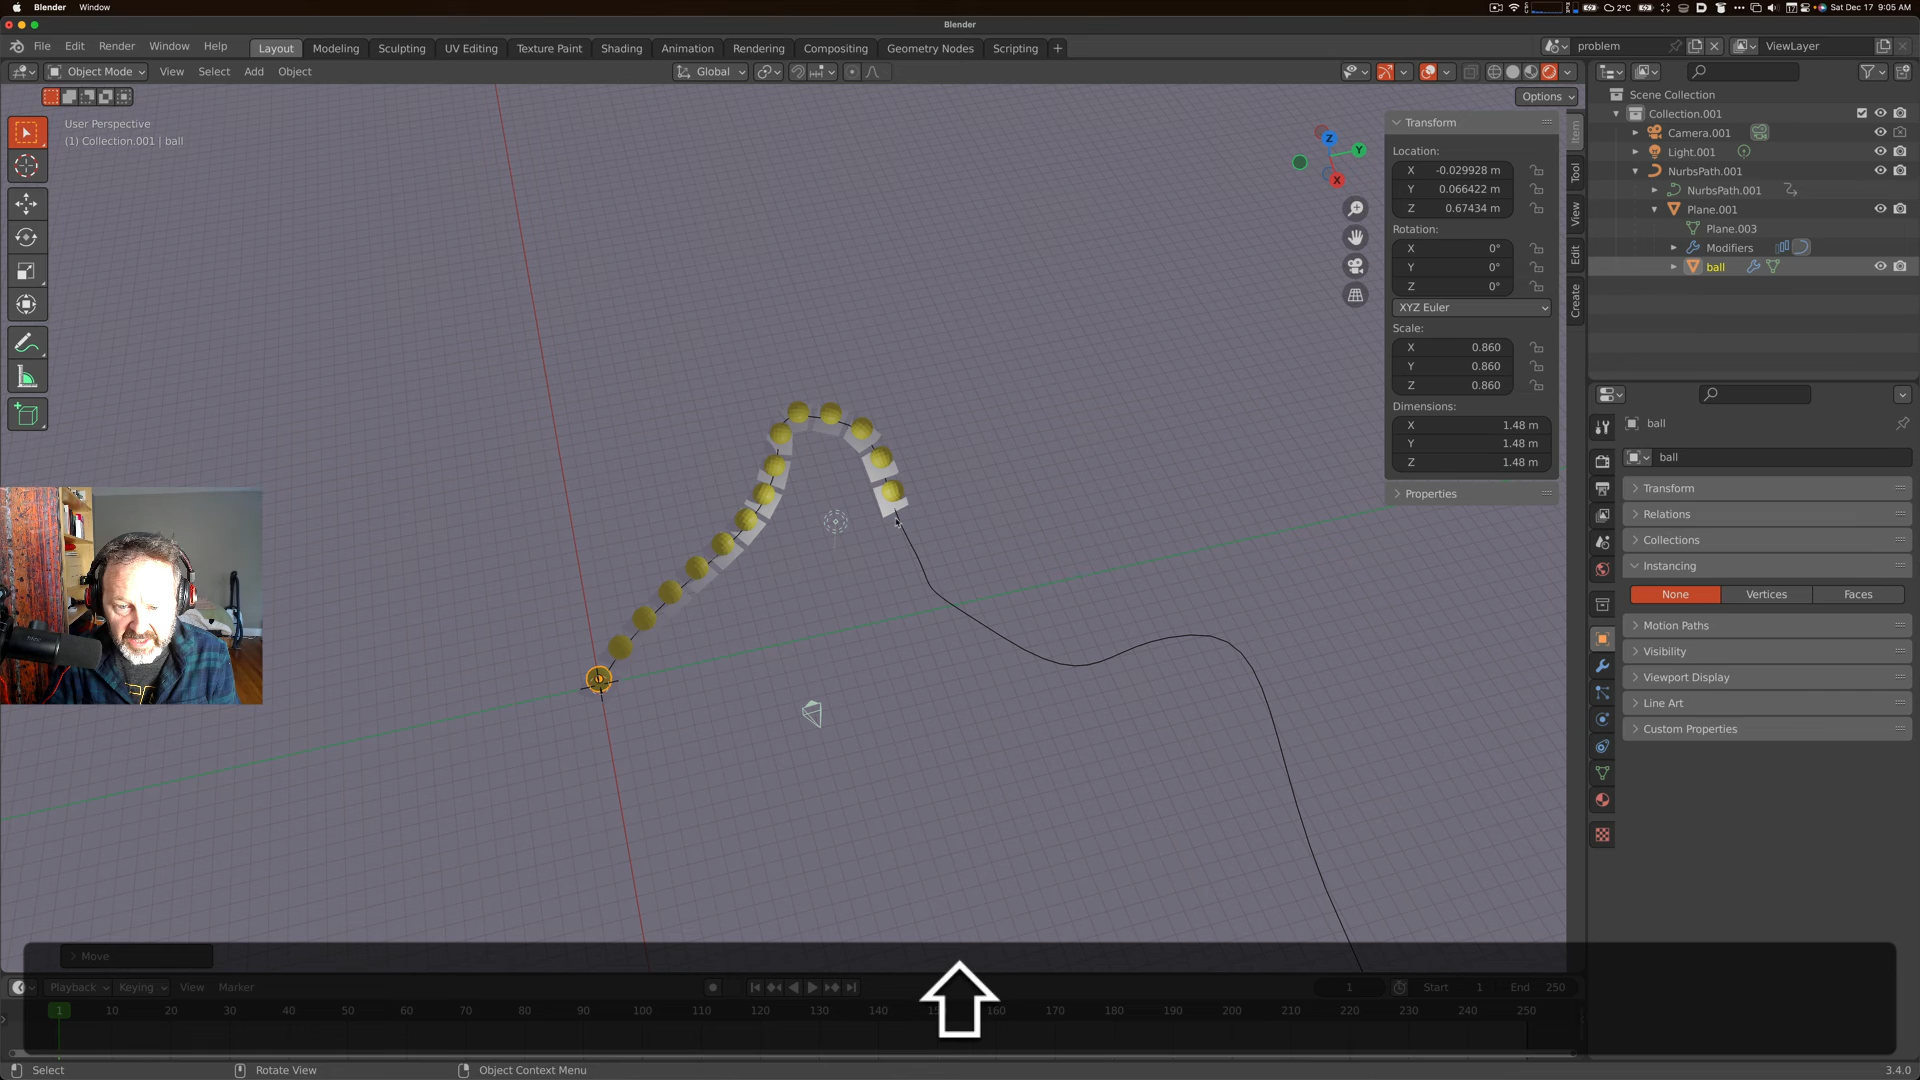 Blender Window
2°C Sat Dec 17 9:05 AM
Blender
File Edit Render Window Help Layout Modeling Sculpting UV Editing Texture Paint Shading Animation Rendering Compositing Geometry Nodes Scripting + problem ViewLayer
Object Mode View Select Add Object Global
Options
User Perspective
(1) Collection.001 | ball
Z
Y
X
Transform
Location:
X -0.029928 m
Y 0.066422 m
Z 0.67434 m
Rotation:
X 0°
Y 0°
Z 0°
XYZ Euler
Scale:
X 0.860
Y 0.860
Z 0.860
Dimensions:
X 1.48 m
Y 1.48 m
Z 1.48 m
Properties
Item
Tool
View
Edit
Create
Scene Collection
Collection.001
Camera.001
Light.001
NurbsPath.001
NurbsPath.001
Plane.001
Plane.003
Modifiers
ball
ball
ball
Transform
Relations
Collections
Instancing
None Vertices Faces
Motion Paths
Visibility
Viewport Display
Line Art
Custom Properties
Move
Playback Keying View Marker 1 Start 1 End 250
1 10 20 30 40 50 60 70 80 90 100 110 120 130 140 150 160 170 180 190 200 210 220 230 240 250
Select Rotate View Object Context Menu 3.4.0